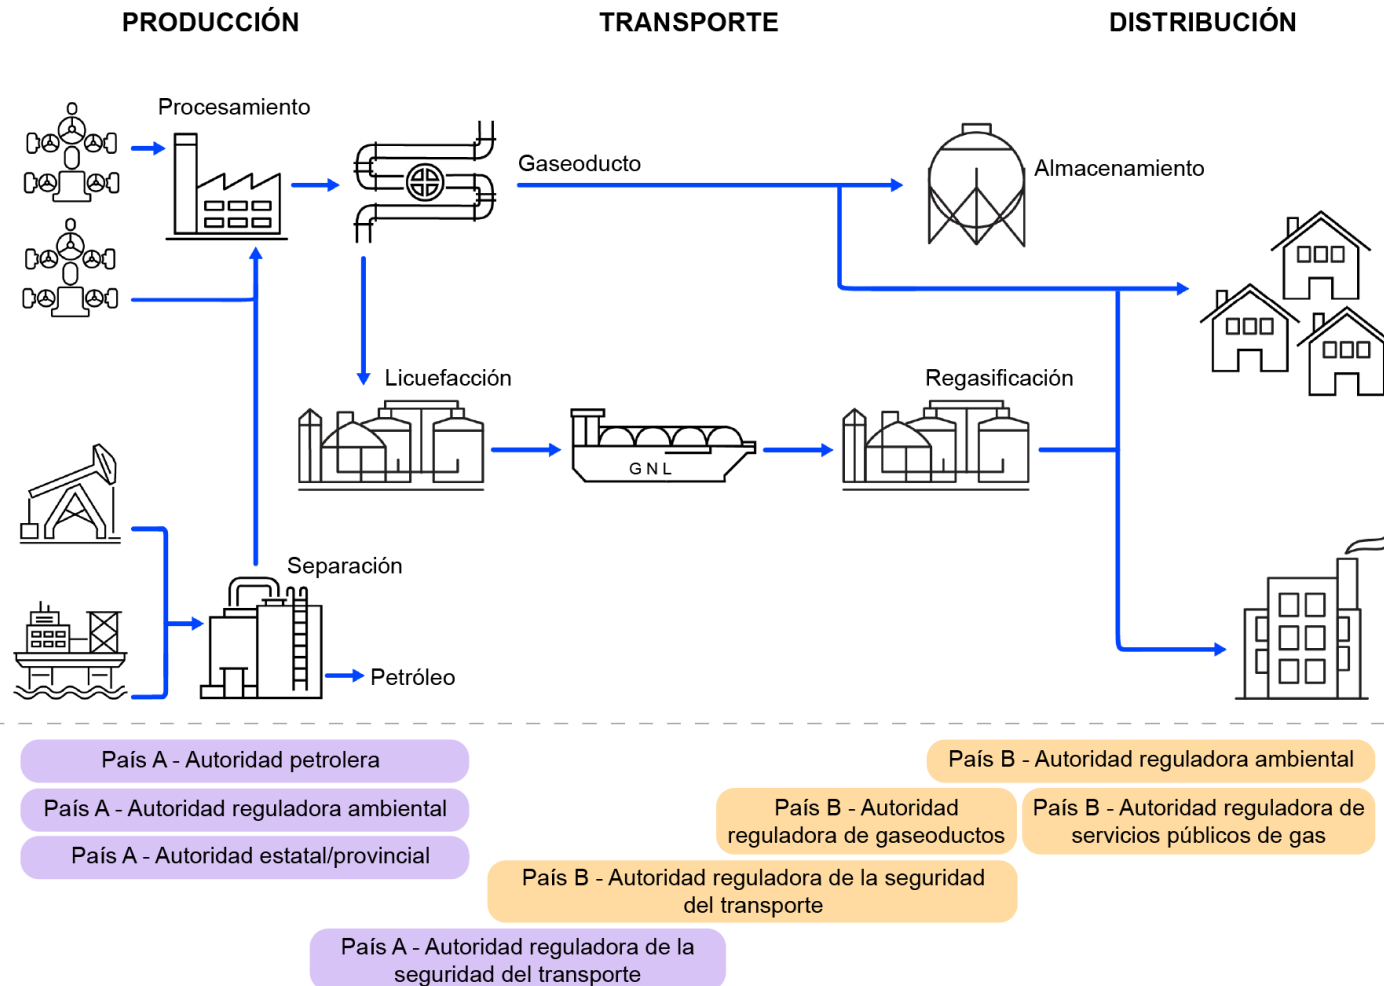 PRODUCCIÓN
TRANSPORTE
DISTRIBUCIÓN
Procesamiento
Gaseoducto
Almacenamiento
Licuefacción
Regasificación
GNL
Separación
Petróleo
País A - Autoridad petrolera
País B - Autoridad reguladora ambiental
País A - Autoridad reguladora ambiental
País B - Autoridad
reguladora de gaseoductos
País B - Autoridad reguladora de
servicios públicos de gas
País A - Autoridad estatal/provincial
País B - Autoridad reguladora de la seguridad
del transporte
País A - Autoridad reguladora de la
seguridad del transporte